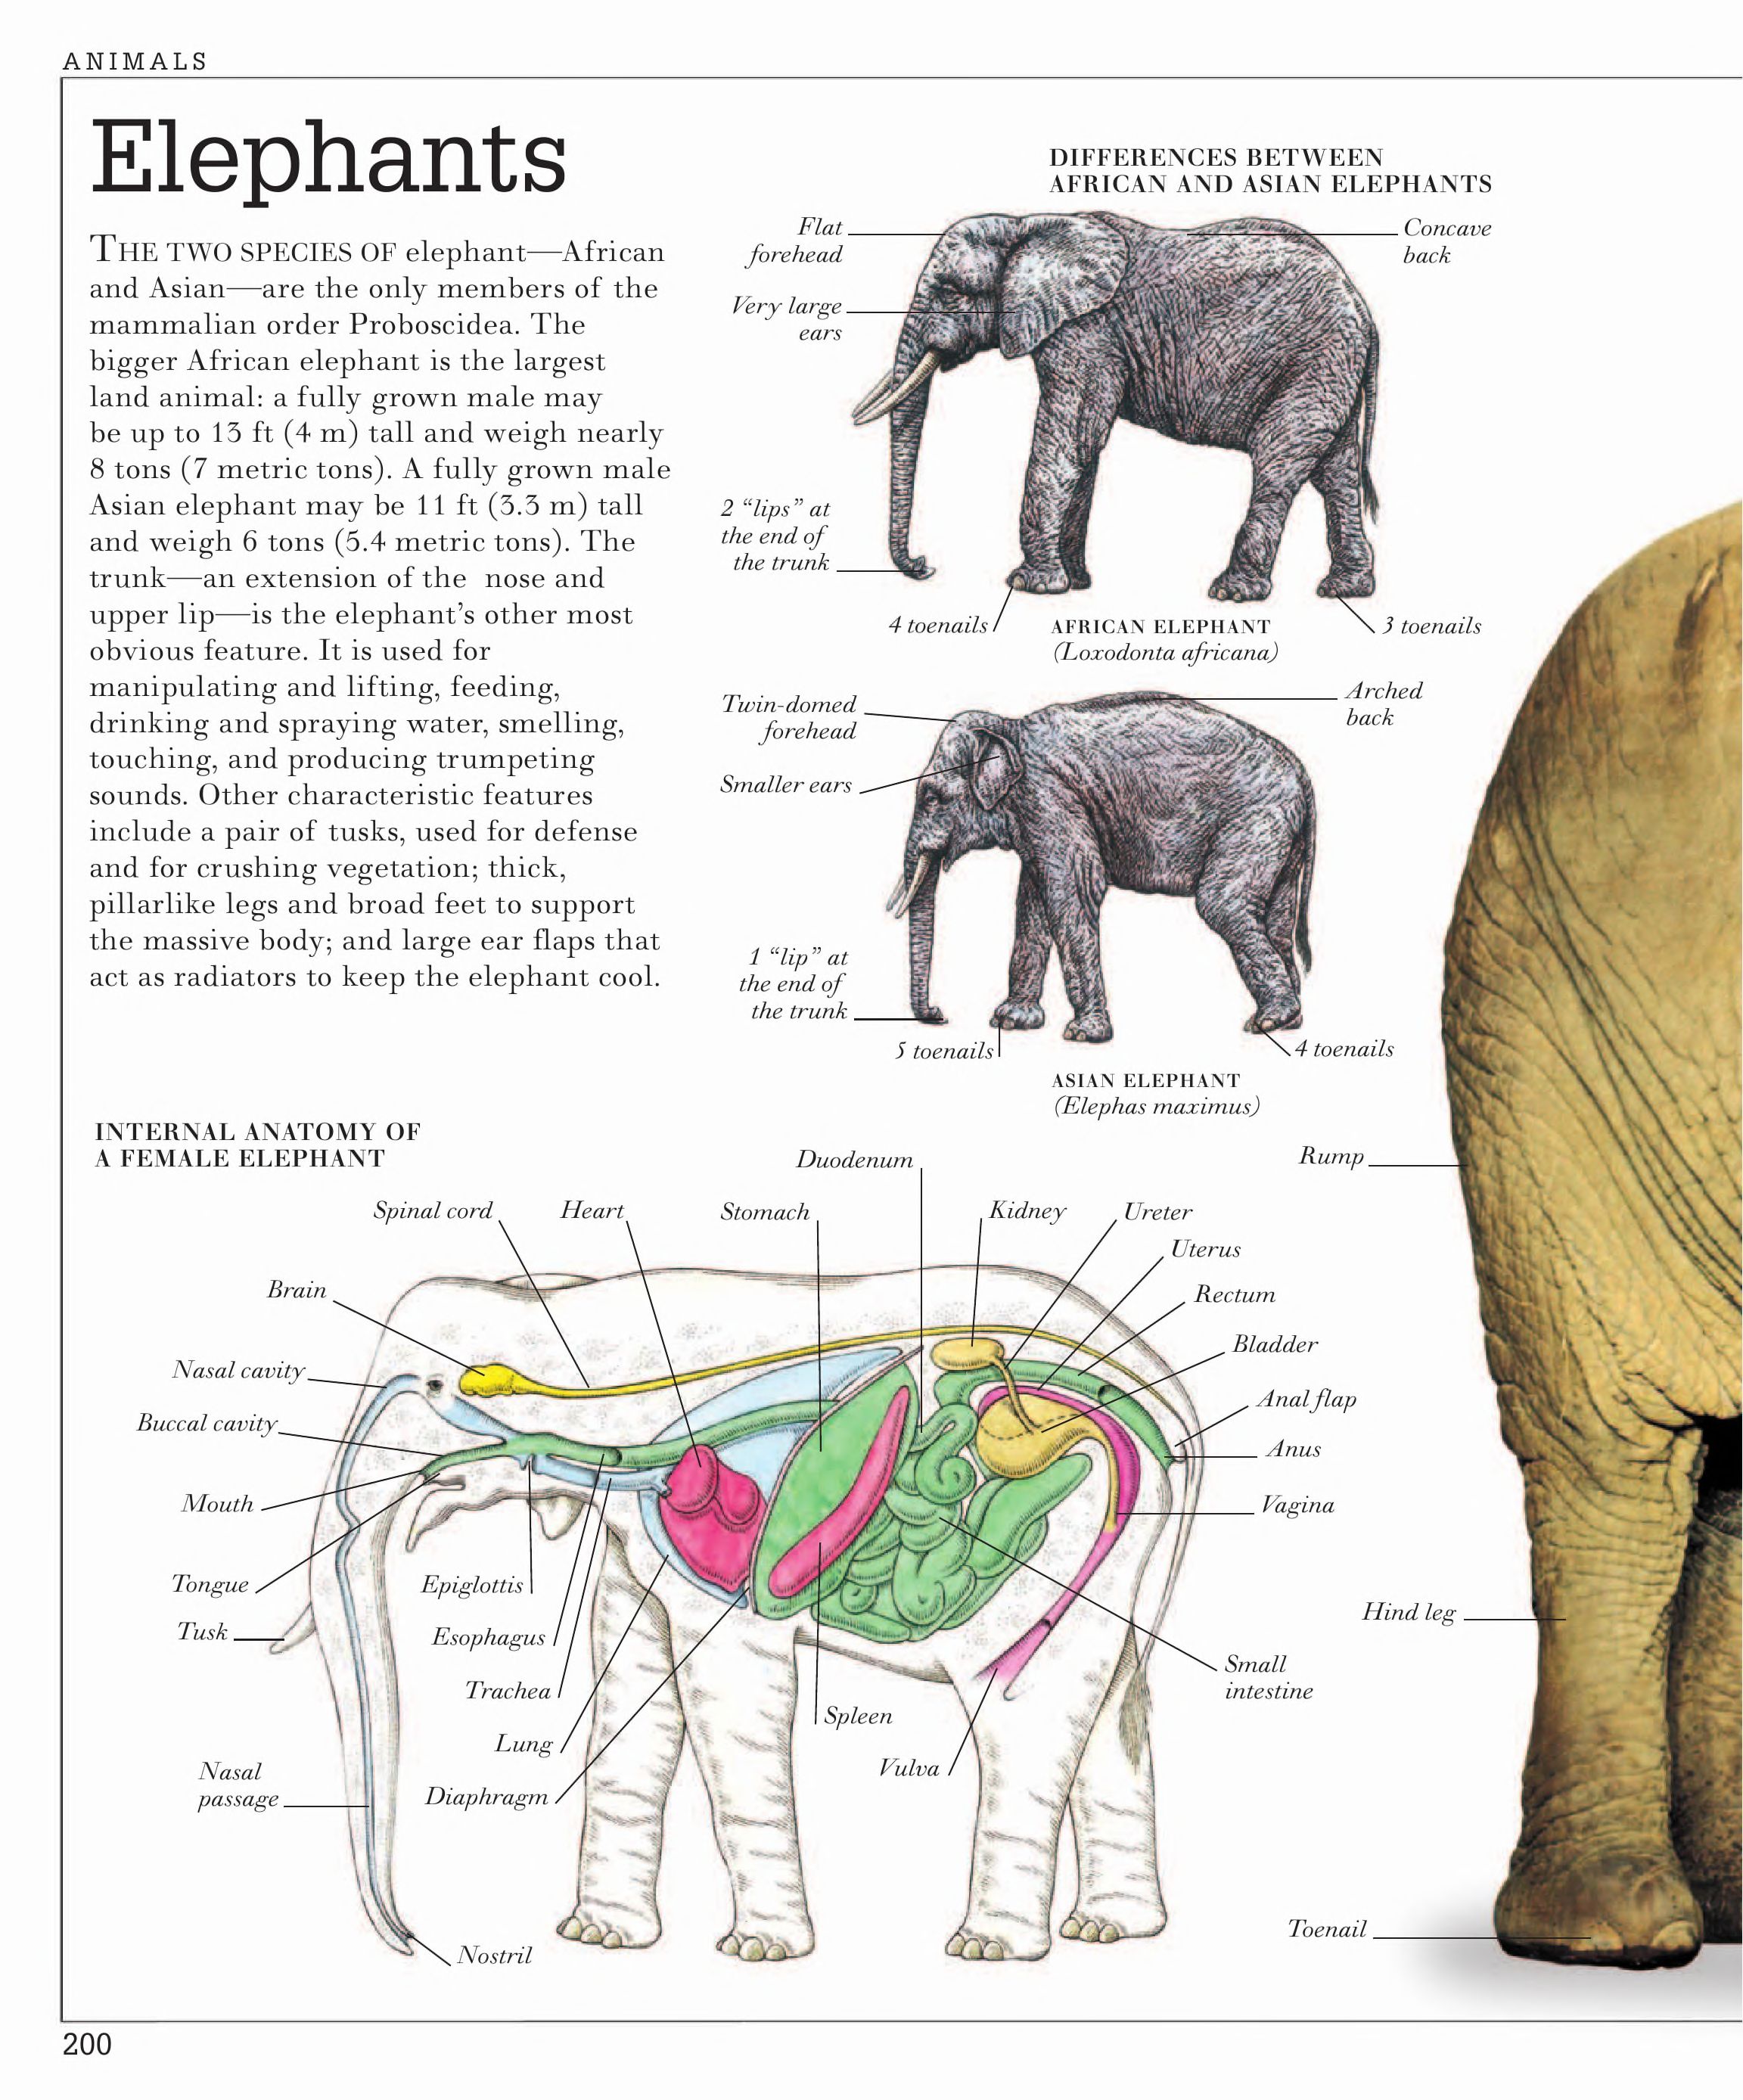 ANIMALS
Elephants
THE TWO SPECIES OF elephant—African
and Asian—are the only members of the
mammalian order Proboscidea. The
bigger African elephant is the largest
land animal: a fully grown male may
be up to 13 ft (4 m) tall and weigh nearly
8 tons (7 metric tons). A fully grown male
Asian elephant may be 11 ft (3.3 m) tall
and weigh 6 tons (5.4 metric tons). The
trunk—an extension of the nose and
upper lip—is the elephant’s other most
obvious feature. It is used for
manipulating and lifting, feeding,
drinking and spraying water, smelling,
touching, and producing trumpeting
sounds. Other characteristic features
include a pair of tusks, used for defense
and for crushing vegetation; thick,
pillarlike legs and broad feet to support
the massive body; and large ear flaps that
act as radiators to keep the elephant cool.
DIFFERENCES BETWEEN
AFRICAN AND ASIAN ELEPHANTS
Flat
forehead
Concave
back
Very large
ears
2 “lips” at
the end of
the trunk
4 toenails
3 toenails
AFRICAN ELEPHANT
(Loxodonta africana)
Twin-domed
forehead
Arched
back
Smaller ears
1 “lip” at
the end of
the trunk
5 toenails
4 toenails
ASIAN ELEPHANT
(Elephas maximus)
INTERNAL ANATOMY OF
A FEMALE ELEPHANT
Duodenum
Spinal cord
Heart
Stomach
Kidney
Ureter
Uterus
Brain
Rectum
Bladder
Nasal cavity
Anal flap
Buccal cavity
Anus
Mouth
Vagina
Tongue
Epiglottis
Tusk
Esophagus
Small
intestine
Trachea
Spleen
Lung
Vulva
Nasal
passage
Diaphragm
Nostril
Rump
Hind leg
Toenail
200